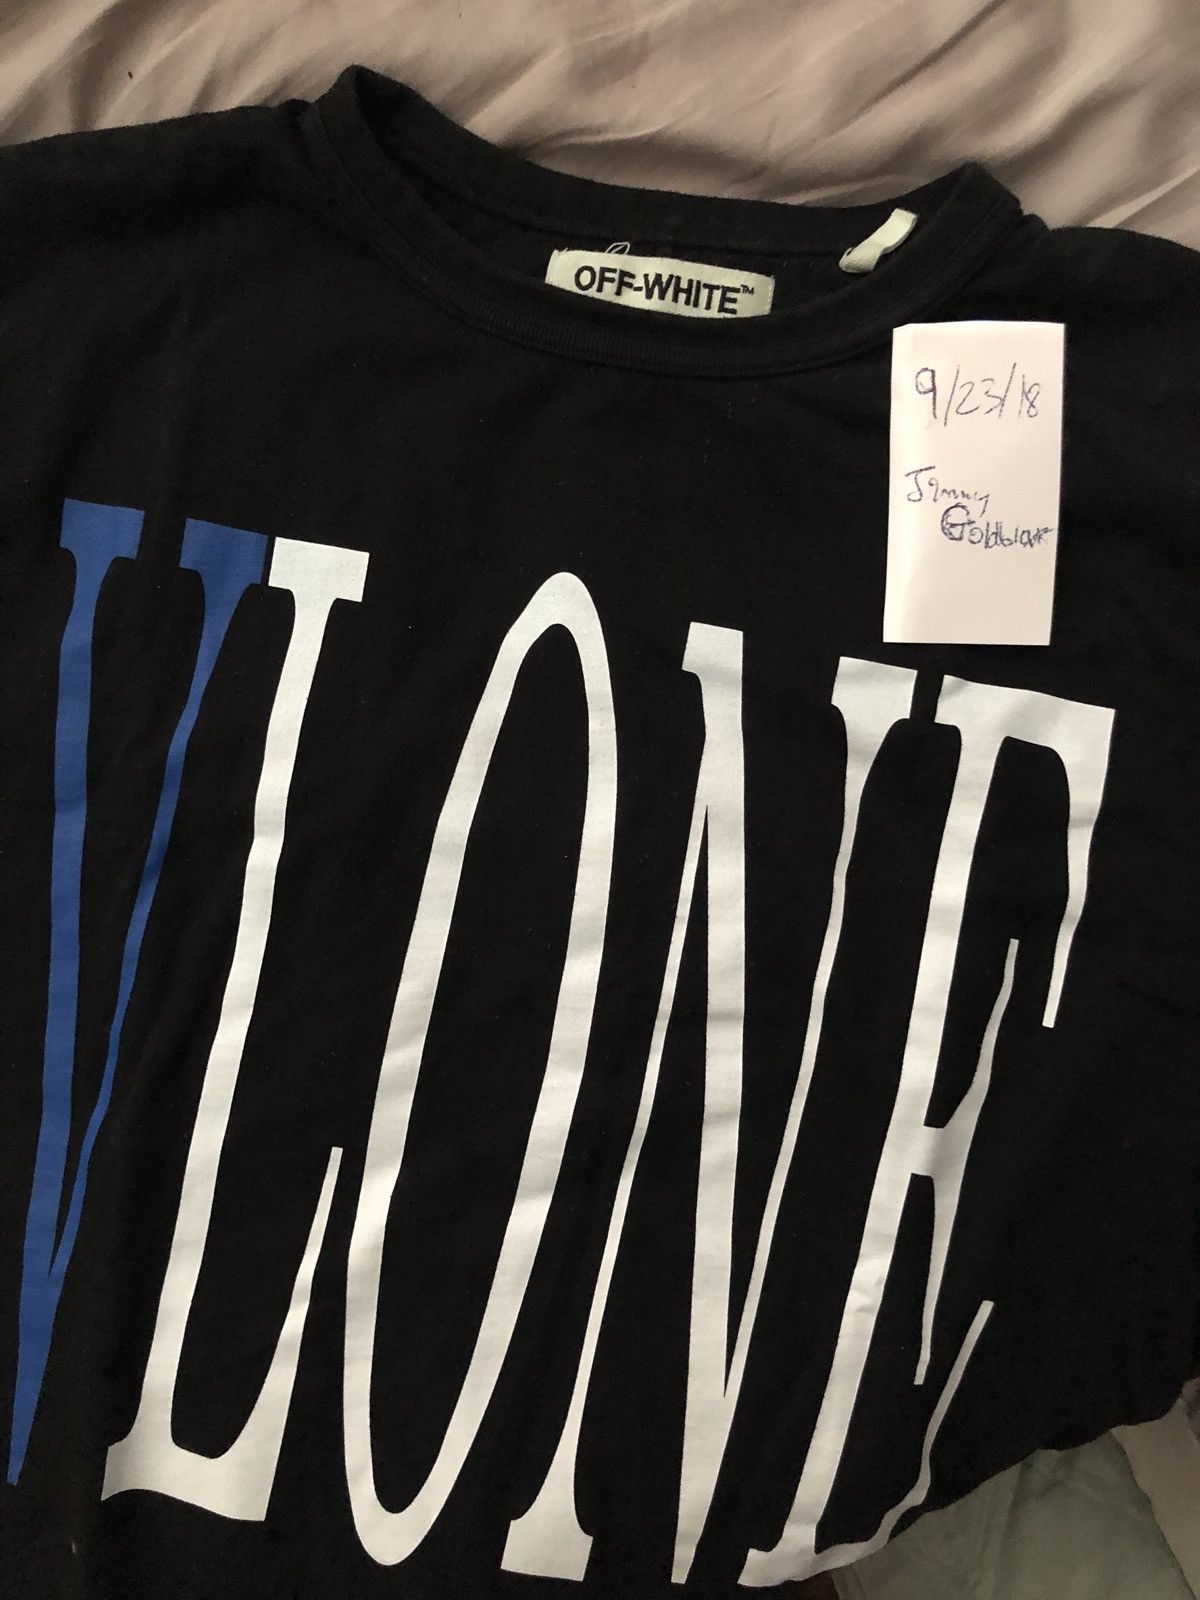 OFF-WHITE™
9/23/18
VLONE